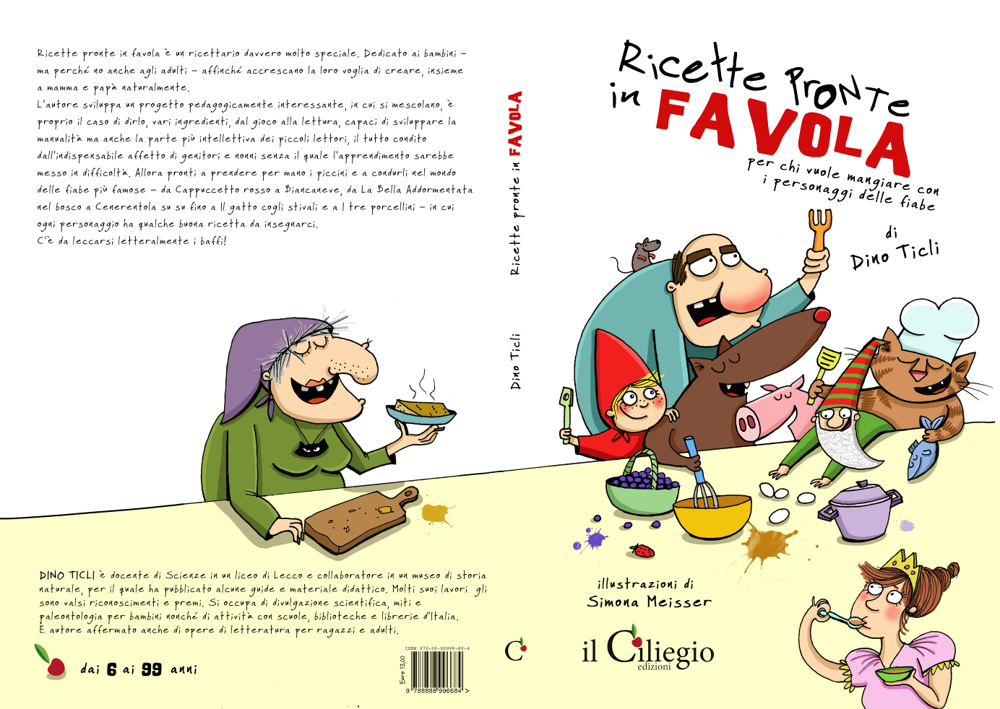 Ricette pronte in favola è un ricettario davvero molto speciale. Dedicato ai bambini –
ma perché no anche agli adulti – affinché accrescano la loro voglia di creare, insieme
a mamma e papà naturalmente.
L'autore sviluppa un progetto pedagogicamente interessante, in cui si mescolano, è
proprio il caso di dirlo, vari ingredienti, dal gioco alla lettura, capaci di sviluppare la
manualità ma anche la parte più intellettiva dei piccoli lettori, il tutto condito
dall'indispensabile affetto di genitori e nonni senza il quale l'apprendimento sarebbe
messo in difficoltà. Allora pronti a prendere per mano i piccini e a condurli nel mondo
delle fiabe più famose – da Cappuccetto rosso a Biancaneve, da La Bella Addormentata
nel bosco a Cenerentola su su fino a Il gatto cogli stivali e a I tre porcellini – in cui
ogni personaggio ha qualche buona ricetta da insegnarci.
C'è da leccarsi letteralmente i baffi!
DINO TICLI è docente di Scienze in un liceo di Lecco e collaboratore in un museo di storia
naturale, per il quale ha pubblicato alcune guide e materiale didattico. Molti suoi lavori gli
sono valsi riconoscimenti e premi. Si occupa di divulgazione scientifica, miti e
paleontologia per bambini nonché di attività con scuole, biblioteche e librerie d'Italia.
È autore affermato anche di opere di letteratura per ragazzi e adulti.
dai 6 ai 99 anni
Euro 13,00
ISBN 978-88-88996-68-4
9 788888 996684 >
Dino Ticli Ricette pronte in FAVOLA
C
Ricette pronte
in FAVOLA
per chi vuole mangiare con
i personaggi delle fiabe
di
Dino Ticli
illustrazioni di
Simona Meisser
il Ciliegio
edizioni